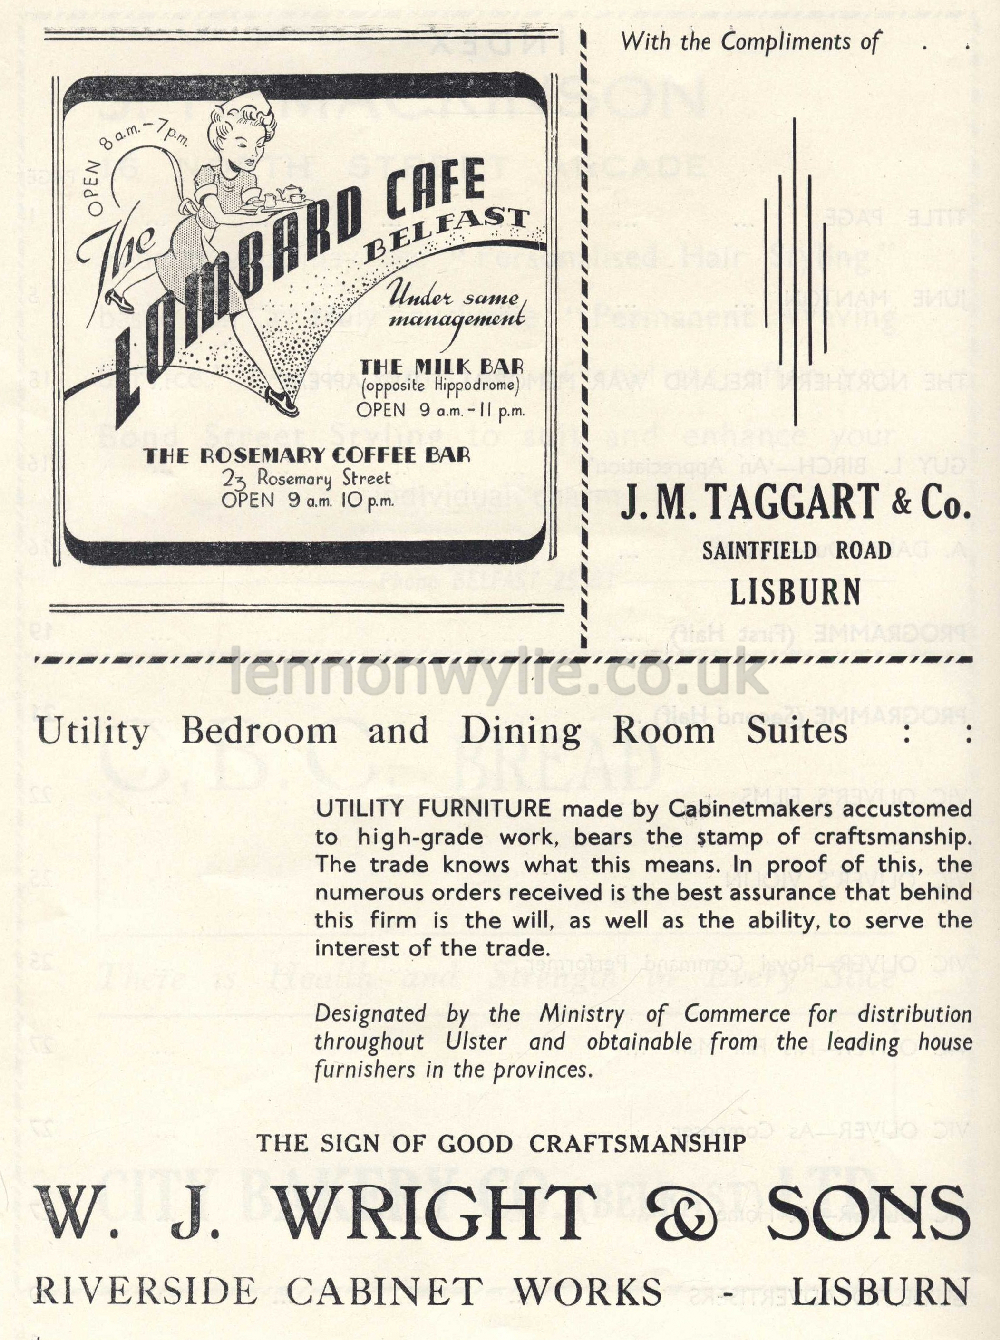 OPEN 8 a.m. – 7 p.m.
The
LOMBARD CAFE
BELFAST
Under same
management
THE MILK BAR
(opposite Hippodrome)
OPEN 9 a.m. – 11 p.m.
THE ROSEMARY COFFEE BAR
23 Rosemary Street
OPEN 9 a.m. 10 p.m.
With the Compliments of . .
J. M. TAGGART & Co.
SAINTFIELD ROAD
LISBURN
lennonwylie.co.uk
Utility Bedroom and Dining Room Suites : :
UTILITY FURNITURE made by Cabinetmakers accustomed
to high-grade work, bears the stamp of craftsmanship.
The trade knows what this means. In proof of this, the
numerous orders received is the best assurance that behind
this firm is the will, as well as the ability, to serve the
interest of the trade.
Designated by the Ministry of Commerce for distribution
throughout Ulster and obtainable from the leading house
furnishers in the provinces.
THE SIGN OF GOOD CRAFTSMANSHIP
W. J. WRIGHT & SONS
RIVERSIDE CABINET WORKS - LISBURN